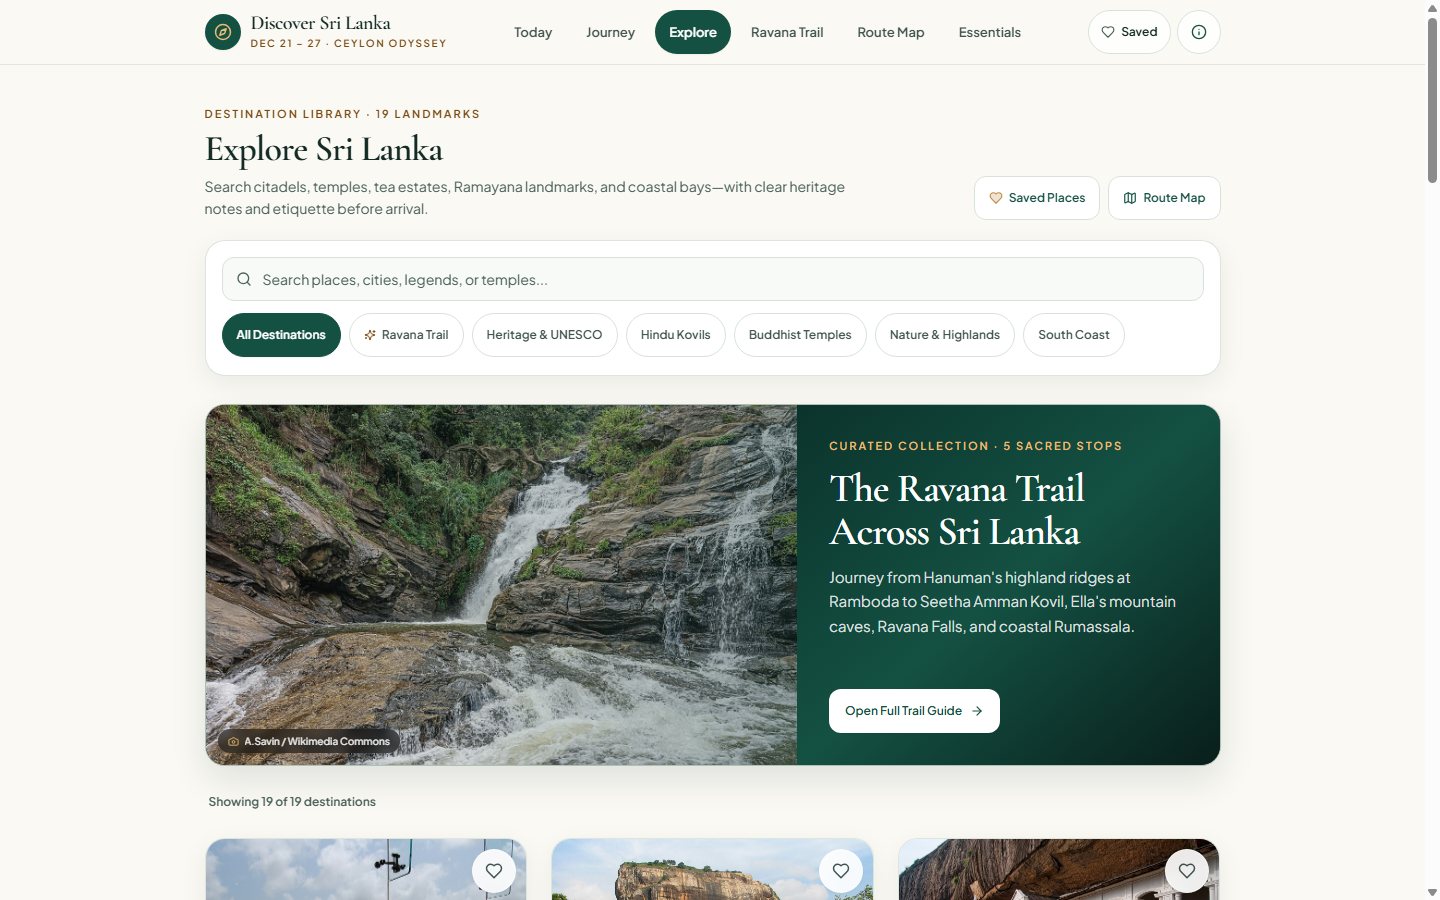 Discover Sri Lanka
DEC 21 – 27 · CEYLON ODYSSEY
Today
Journey
Explore
Ravana Trail
Route Map
Essentials
Saved
DESTINATION LIBRARY · 19 LANDMARKS
Explore Sri Lanka
Search citadels, temples, tea estates, Ramayana landmarks, and coastal bays—with clear heritage
notes and etiquette before arrival.
Saved Places
Route Map
Search places, cities, legends, or temples...
All Destinations
Ravana Trail
Heritage & UNESCO
Hindu Kovils
Buddhist Temples
Nature & Highlands
South Coast
CURATED COLLECTION · 5 SACRED STOPS
The Ravana Trail
Across Sri Lanka
Journey from Hanuman's highland ridges at
Ramboda to Seetha Amman Kovil, Ella's mountain
caves, Ravana Falls, and coastal Rumassala.
Open Full Trail Guide
A.Savin / Wikimedia Commons
Showing 19 of 19 destinations